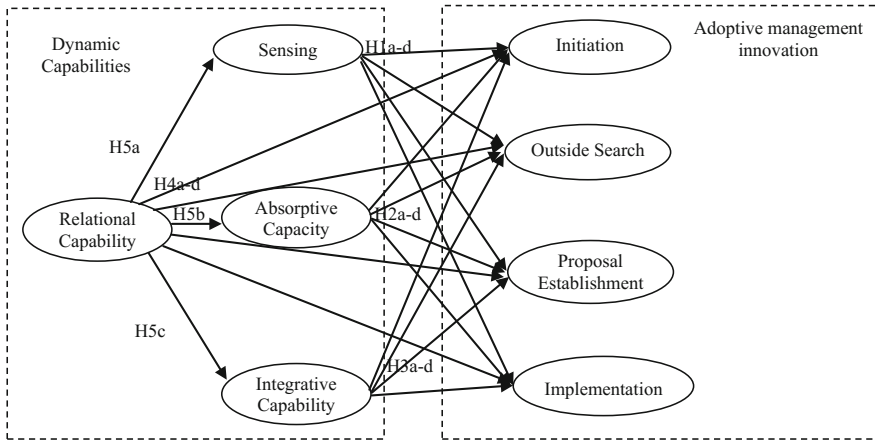 Dynamic
Capabilities
Sensing
H1a-d
Initiation
Adoptive management
innovation
H5a
Outside Search
H4a-d
Relational
Capability
H5b
Absorptive
Capacity
H2a-d
Proposal
Establishment
H5c
H3a-d
Integrative
Capability
Implementation